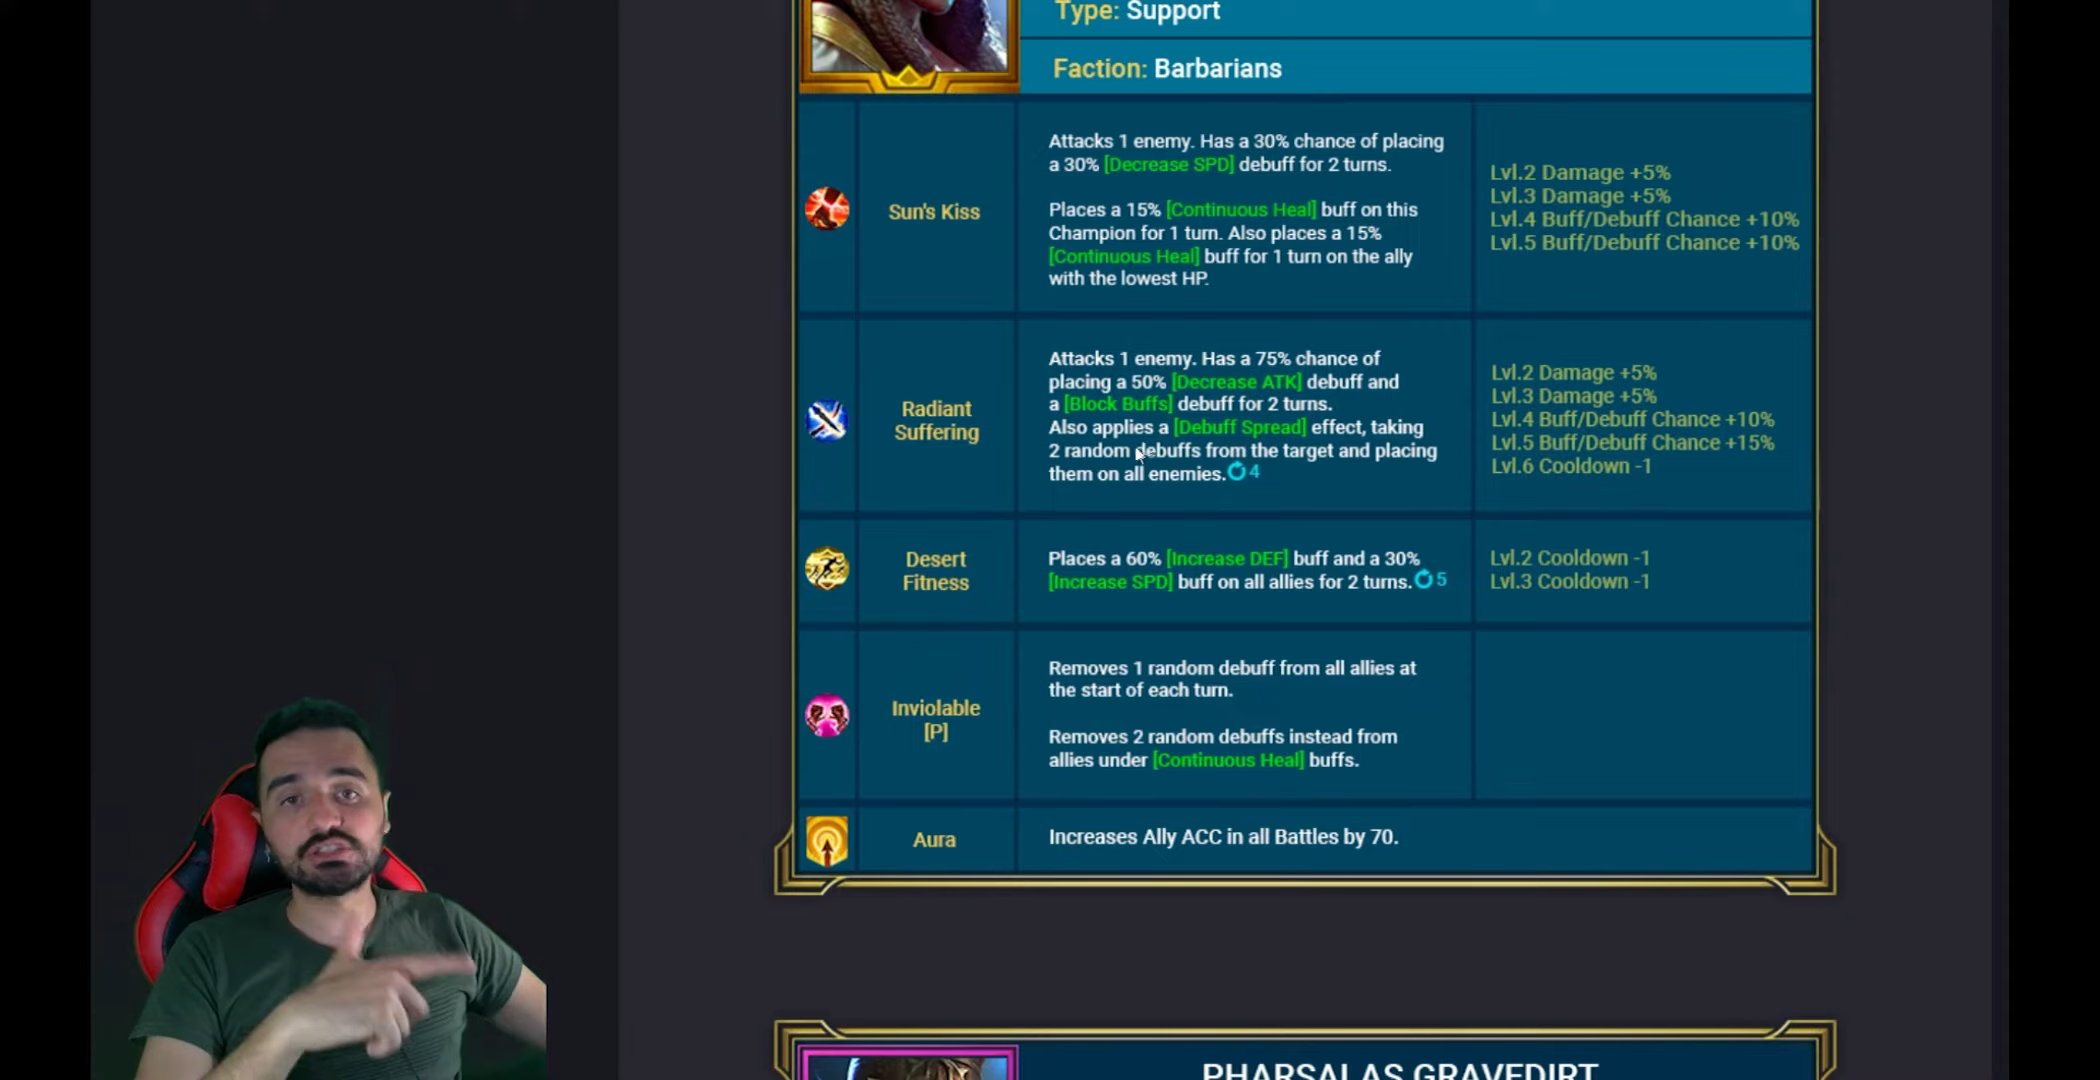 Type: Support
Faction: Barbarians
Sun's Kiss
Attacks 1 enemy. Has a 30% chance of placing
a 30% [Decrease SPD] debuff for 2 turns.
Places a 15% [Continuous Heal] buff on this
Champion for 1 turn. Also places a 15%
[Continuous Heal] buff for 1 turn on the ally
with the lowest HP.
Lvl.2 Damage +5%
Lvl.3 Damage +5%
Lvl.4 Buff/Debuff Chance +10%
Lvl.5 Buff/Debuff Chance +10%
Radiant
Suffering
Attacks 1 enemy. Has a 75% chance of
placing a 50% [Decrease ATK] debuff and
a [Block Buffs] debuff for 2 turns.
Also applies a [Debuff Spread] effect, taking
2 random debuffs from the target and placing
them on all enemies. 4
Lvl.2 Damage +5%
Lvl.3 Damage +5%
Lvl.4 Buff/Debuff Chance +10%
Lvl.5 Buff/Debuff Chance +15%
Lvl.6 Cooldown -1
Desert
Fitness
Places a 60% [Increase DEF] buff and a 30%
[Increase SPD] buff on all allies for 2 turns. 5
Lvl.2 Cooldown -1
Lvl.3 Cooldown -1
Inviolable
[P]
Removes 1 random debuff from all allies at
the start of each turn.
Removes 2 random debuffs instead from
allies under [Continuous Heal] buffs.
Aura
Increases Ally ACC in all Battles by 70.
PHARSALAS GRAVEDIRT